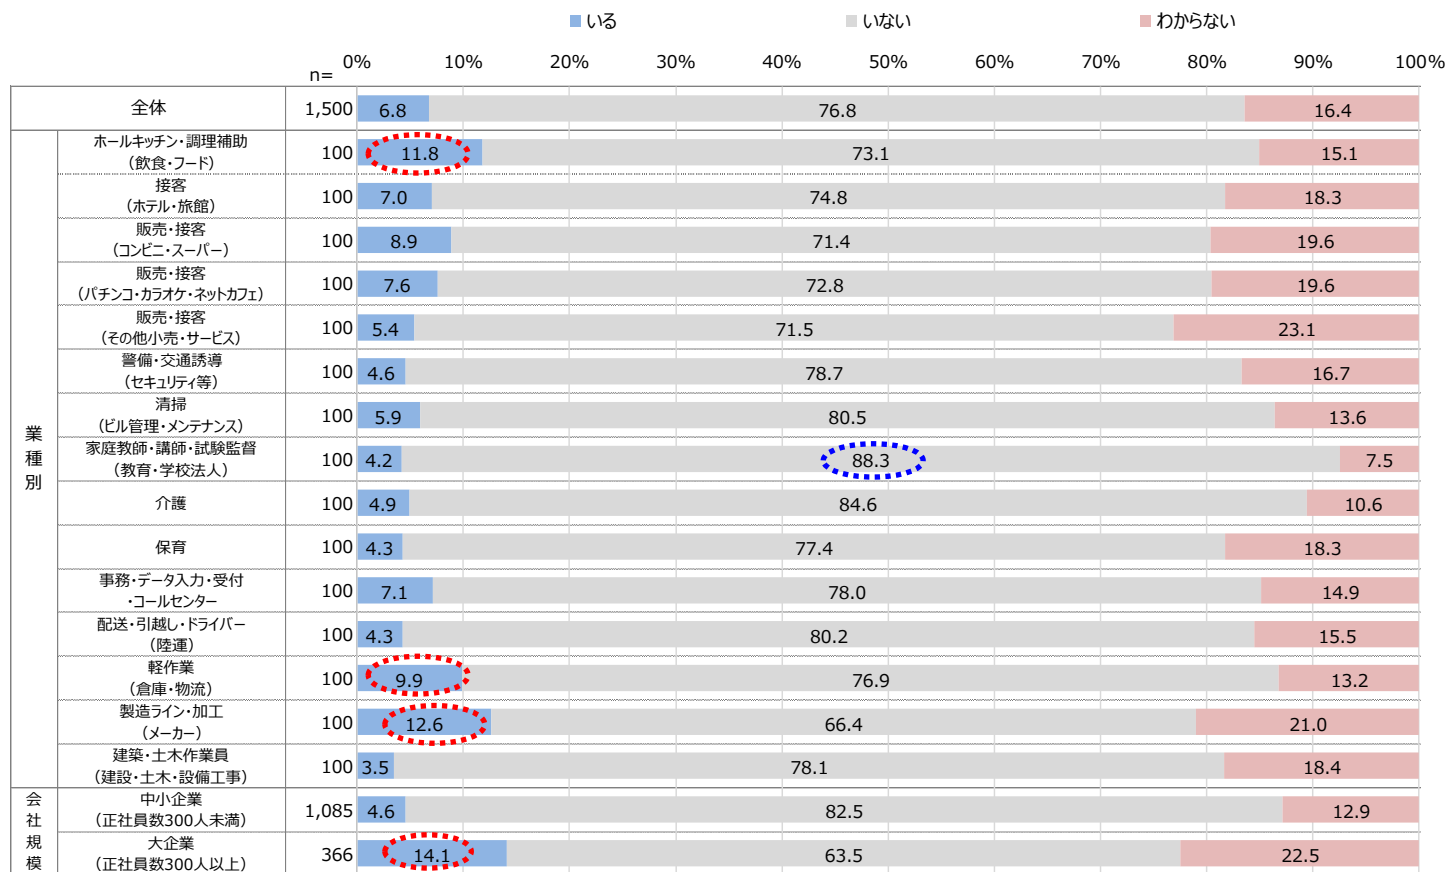 いる いない わからない
n= 0% 10% 20% 30% 40% 50% 60% 70% 80% 90% 100%
全体 1,500 6.8 76.8 16.4
業種別
ホールキッチン・調理補助
（飲食・フード） 100 11.8 73.1 15.1
接客
（ホテル・旅館） 100 7.0 74.8 18.3
販売・接客
（コンビニ・スーパー） 100 8.9 71.4 19.6
販売・接客
（パチンコ・カラオケ・ネットカフェ） 100 7.6 72.8 19.6
販売・接客
（その他小売・サービス） 100 5.4 71.5 23.1
警備・交通誘導
（セキュリティ等） 100 4.6 78.7 16.7
清掃
（ビル管理・メンテナンス） 100 5.9 80.5 13.6
家庭教師・講師・試験監督
（教育・学校法人） 100 4.2 88.3 7.5
介護 100 4.9 84.6 10.6
保育 100 4.3 77.4 18.3
事務・データ入力・受付
・コールセンター 100 7.1 78.0 14.9
配送・引越し・ドライバー
（陸運） 100 4.3 80.2 15.5
軽作業
（倉庫・物流） 100 9.9 76.9 13.2
製造ライン・加工
（メーカー） 100 12.6 66.4 21.0
建築・土木作業員
（建設・土木・設備工事） 100 3.5 78.1 18.4
会社規模
中小企業
（正社員数300人未満） 1,085 4.6 82.5 12.9
大企業
（正社員数300人以上） 366 14.1 63.5 22.5